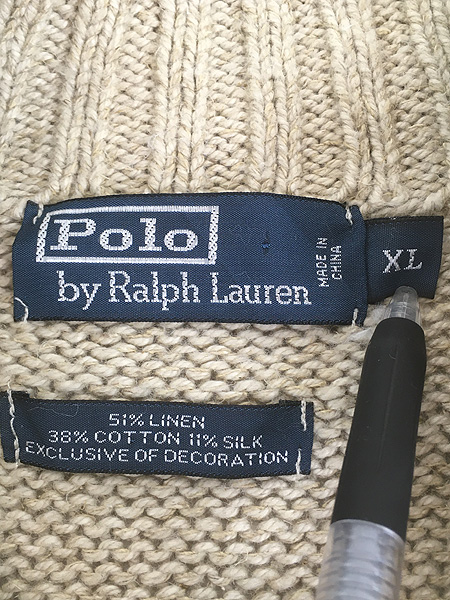 Polo
by Ralph Lauren
MADE IN
CHINA
XL
51% LINEN
38% COTTON 11% SILK
EXCLUSIVE OF DECORATION